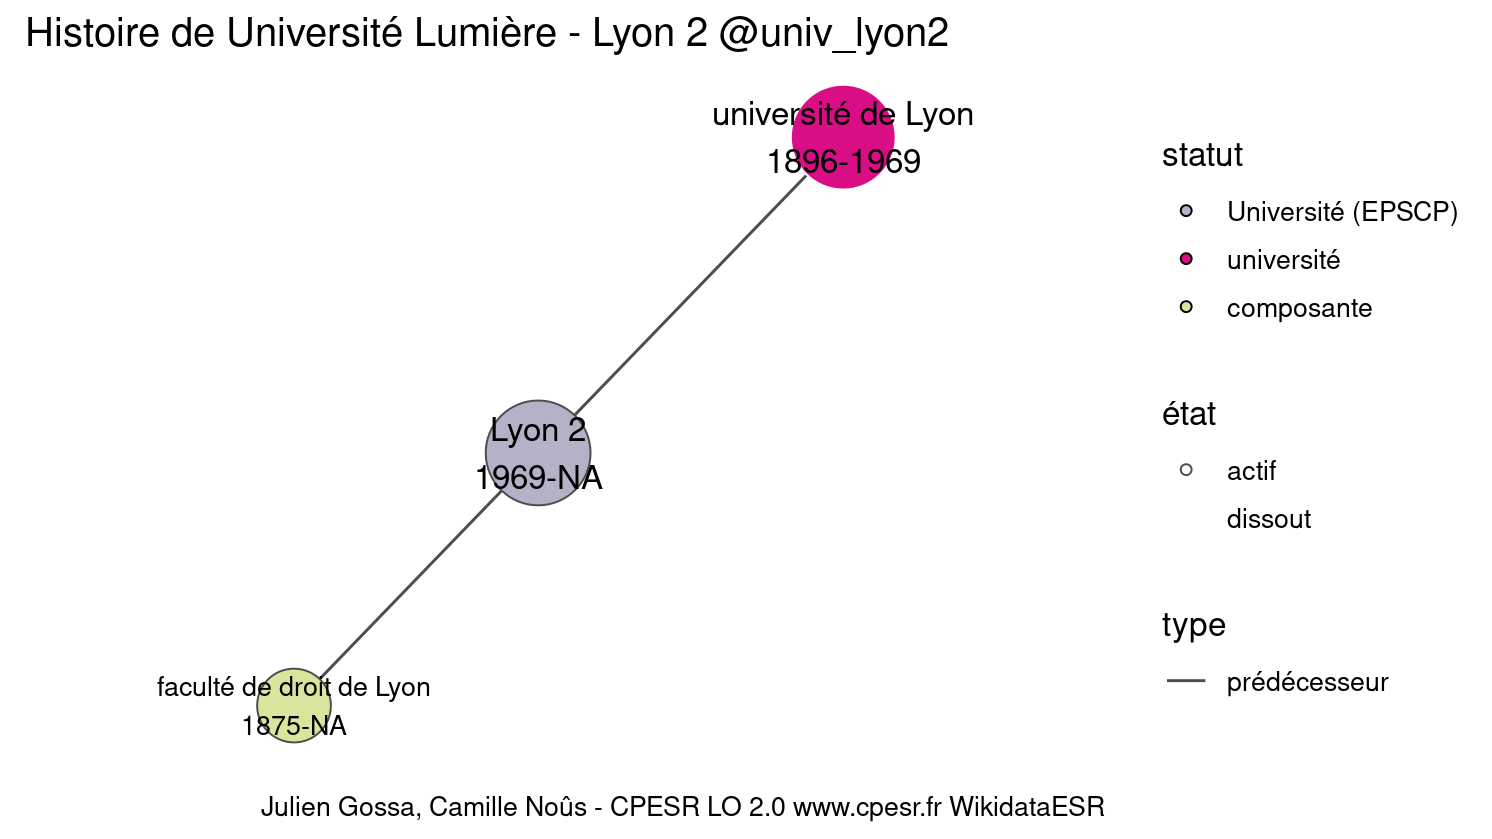 Histoire de Université Lumière - Lyon 2 @univ_lyon2
université de Lyon
1896-1969
Lyon 2
1969-NA
faculté de droit de Lyon
1875-NA
statut
Université (EPSCP)
université
composante
état
actif
dissout
type
prédécesseur
Julien Gossa, Camille Noûs - CPESR LO 2.0 www.cpesr.fr WikidataESR